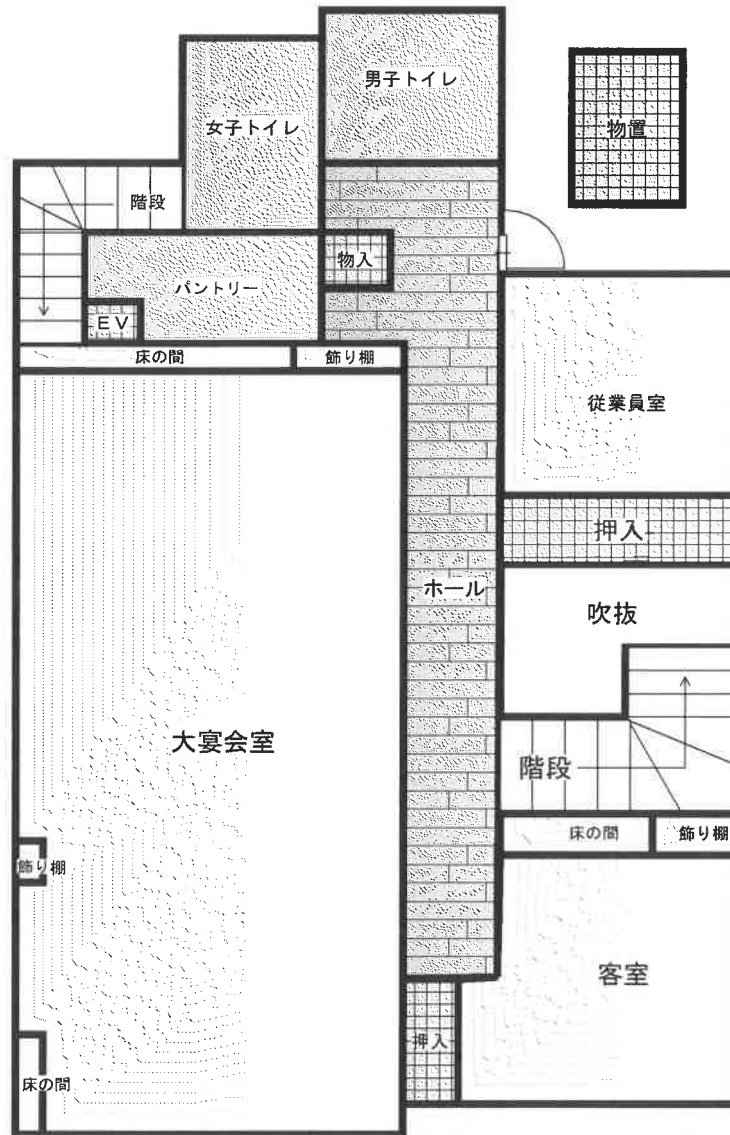 男子トイレ
女子トイレ
物置
階段
物入
パントリー
EV
床の間
飾り棚
従業員室
押入
ホール
吹抜
大宴会室
階段
床の間
飾り棚
飾り棚
客室
押入
床の間